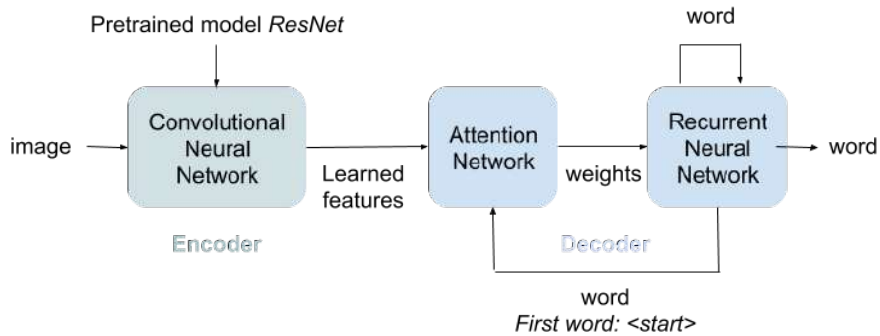 Pretrained model ResNet
word
image
Convolutional
Neural
Network
Learned
features
Attention
Network
weights
Recurrent
Neural
Network
word
Encoder
Decoder
word
First word: <start>